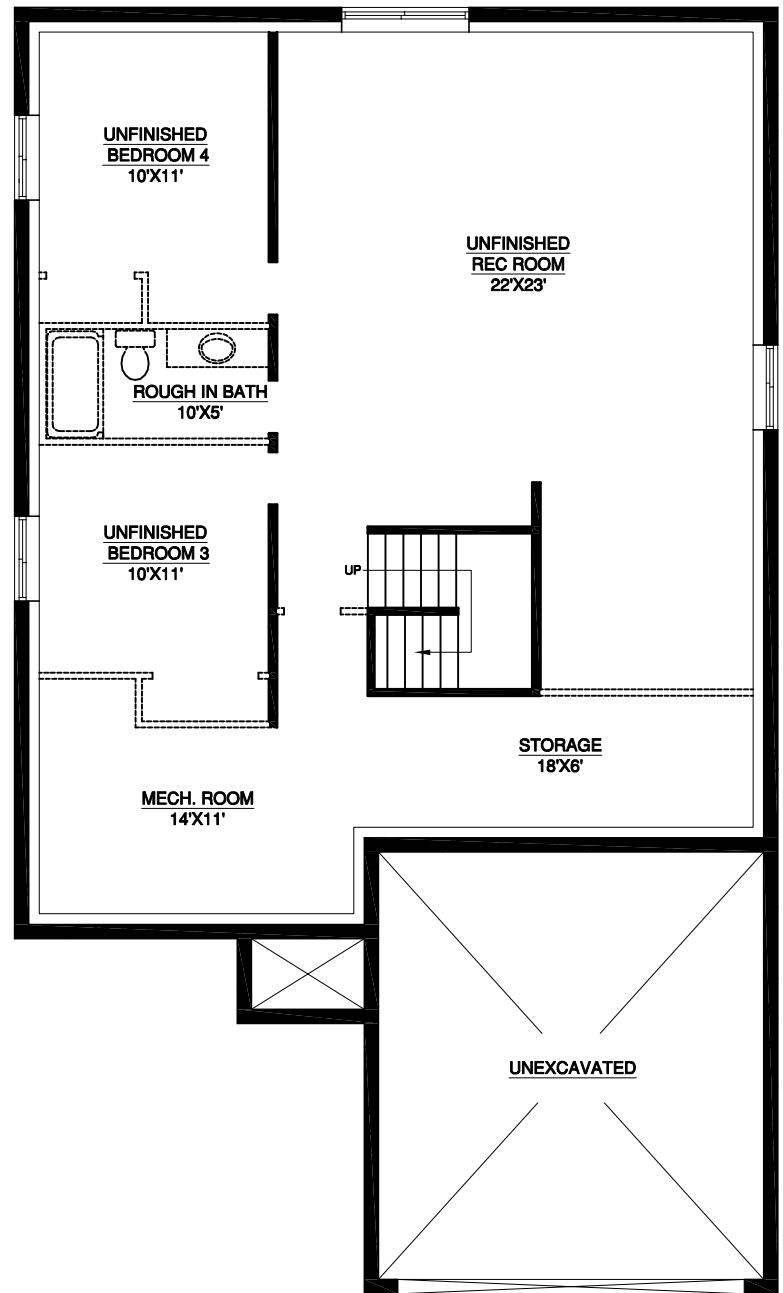 UNFINISHED
BEDROOM 4
10'X11'
UNFINISHED
REC ROOM
22'X23'
ROUGH IN BATH
10'X5'
UNFINISHED
BEDROOM 3
10'X11'
UP
STORAGE
18'X6'
MECH. ROOM
14'X11'
UNEXCAVATED